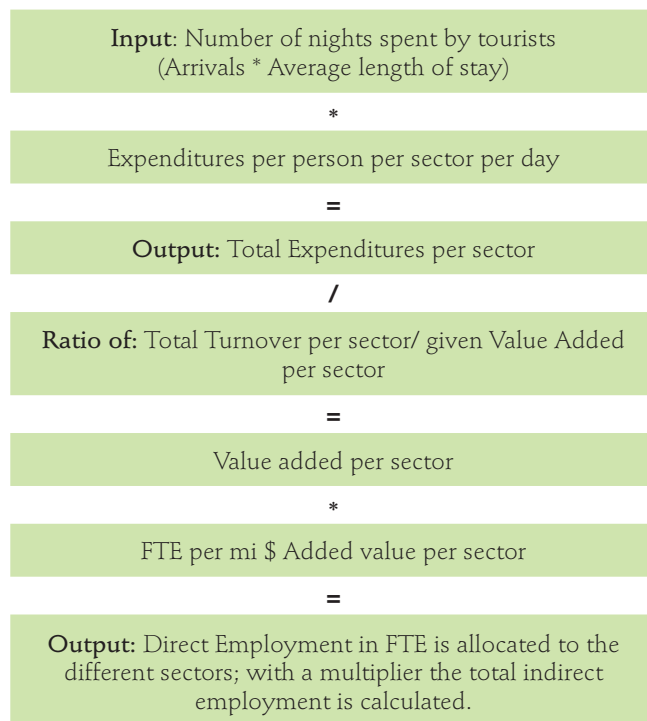 Input: Number of nights spent by tourists
(Arrivals * Average length of stay)
*
Expenditures per person per sector per day
=
Output: Total Expenditures per sector
/
Ratio of: Total Turnover per sector/ given Value Added
per sector
=
Value added per sector
*
FTE per mi $ Added value per sector
=
Output: Direct Employment in FTE is allocated to the
different sectors; with a multiplier the total indirect
employment is calculated.